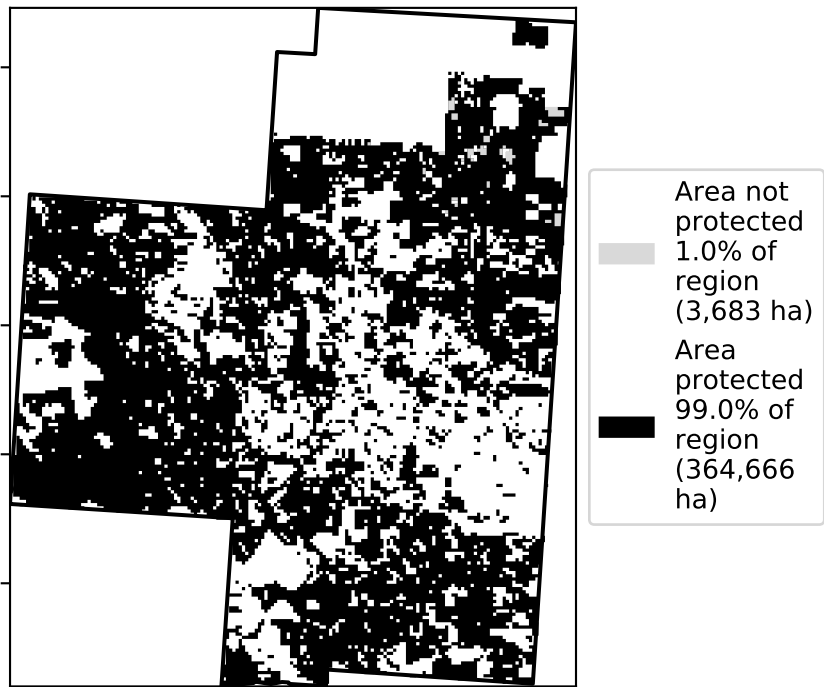 Area not
protected
1.0% of
region
(3,683 ha)
Area
protected
99.0% of
region
(364,666
ha)